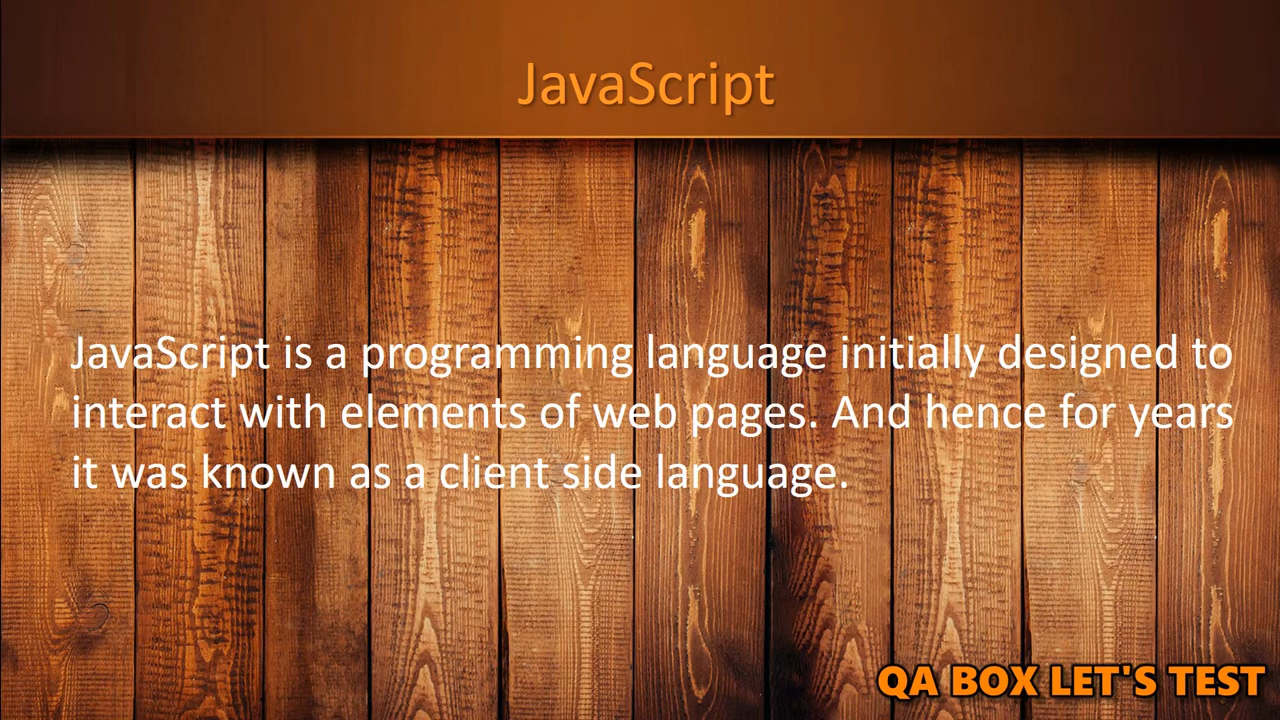 JavaScript
JavaScript is a programming language initially designed to
interact with elements of web pages. And hence for years
it was known as a client side language.
QA BOX LET'S TEST